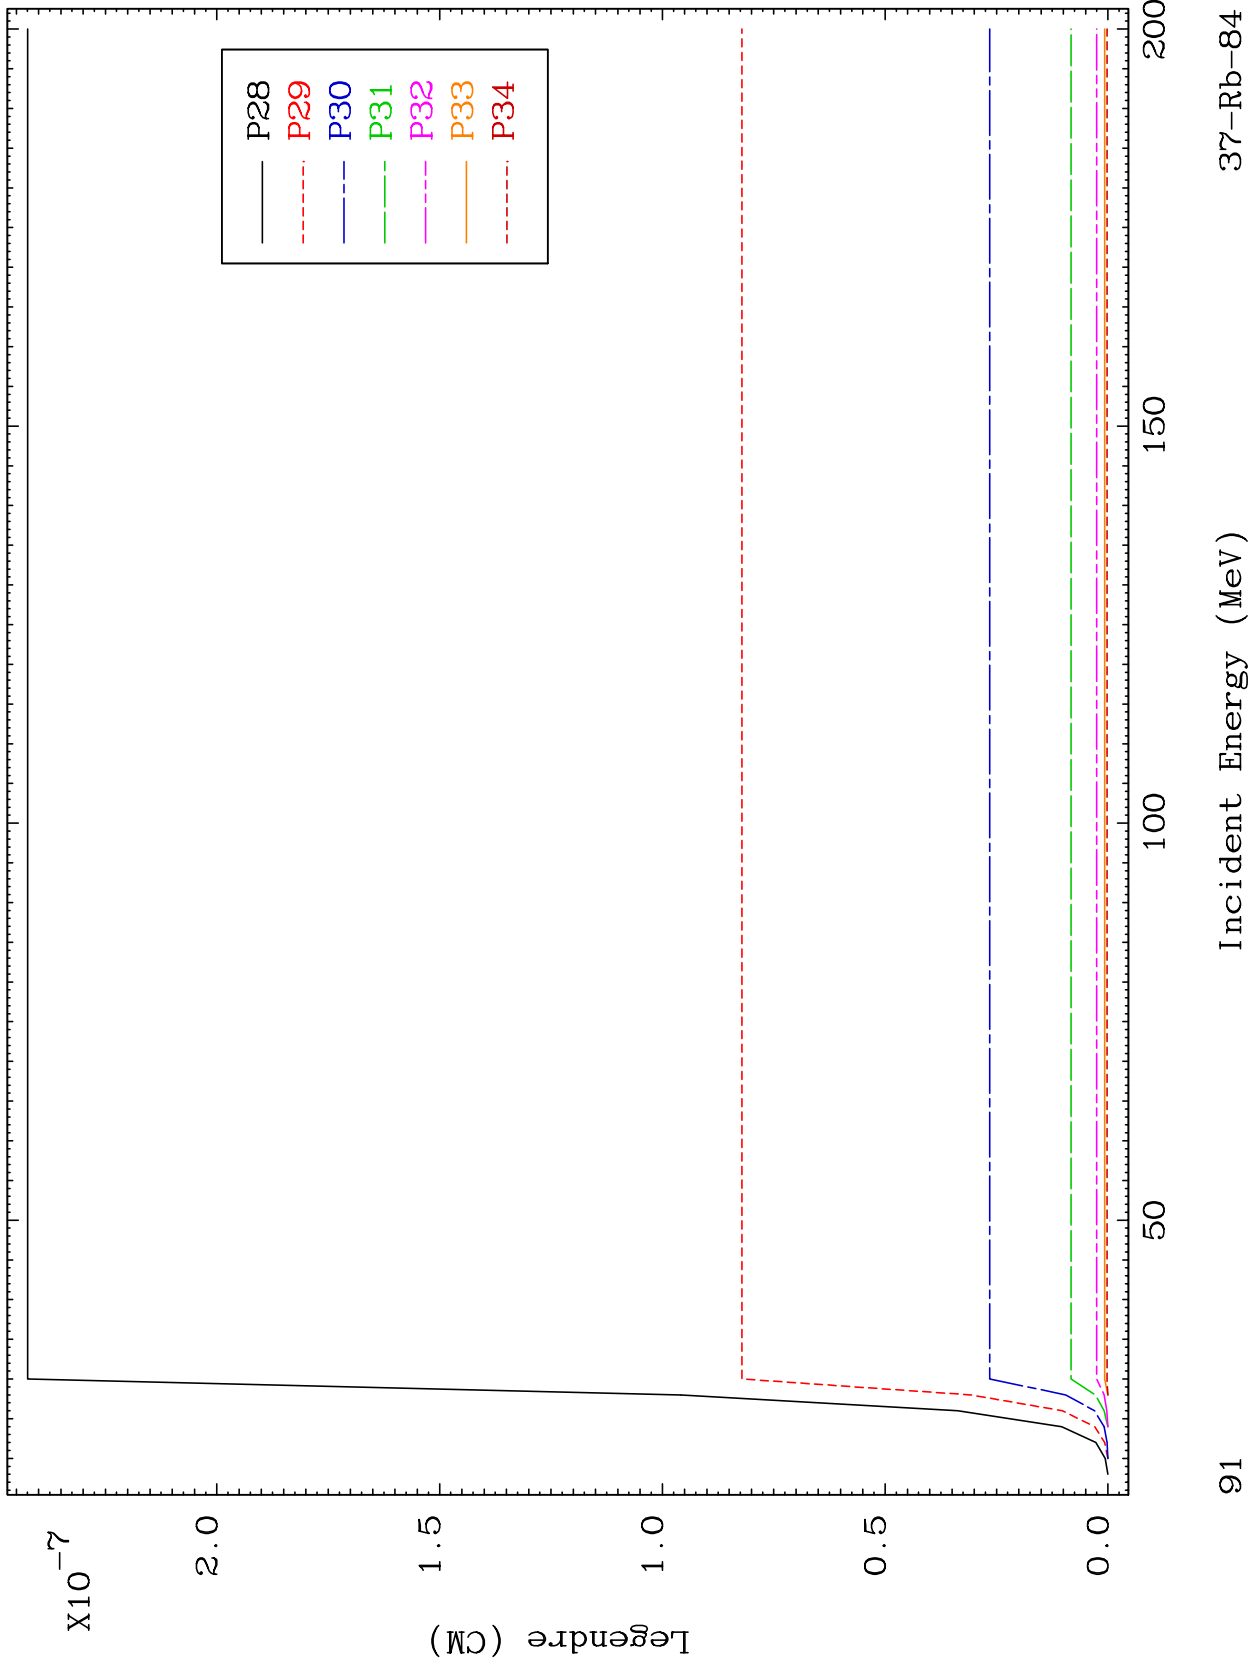 X10-7
2.0
1.5
1.0
0.5
0.0
Legendre (CM)
P28
P29
P30
P31
P32
P33
P34
50
100
150
200
Incident Energy (MeV)
91
37-Rb-84